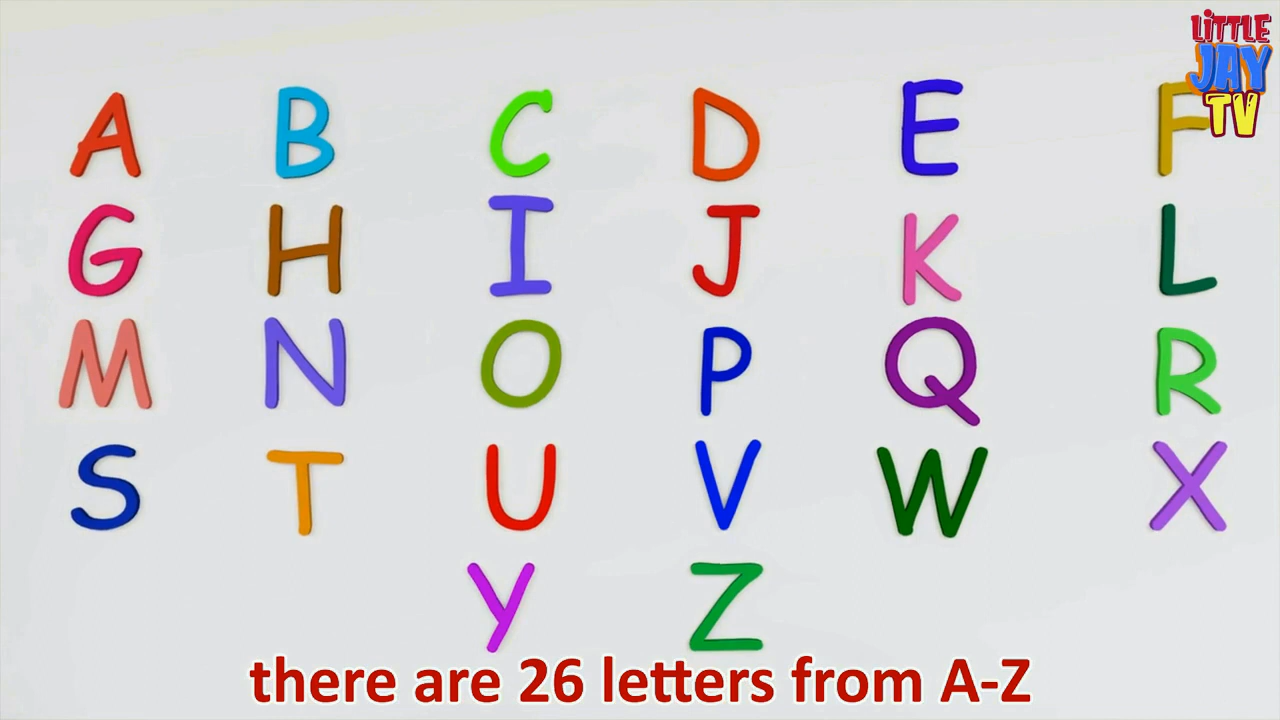 LiTTLE
JAY
TV
A B C D E F
G H I J K L
M N O P Q R
S T U V W X
Y Z
there are 26 letters from A-Z